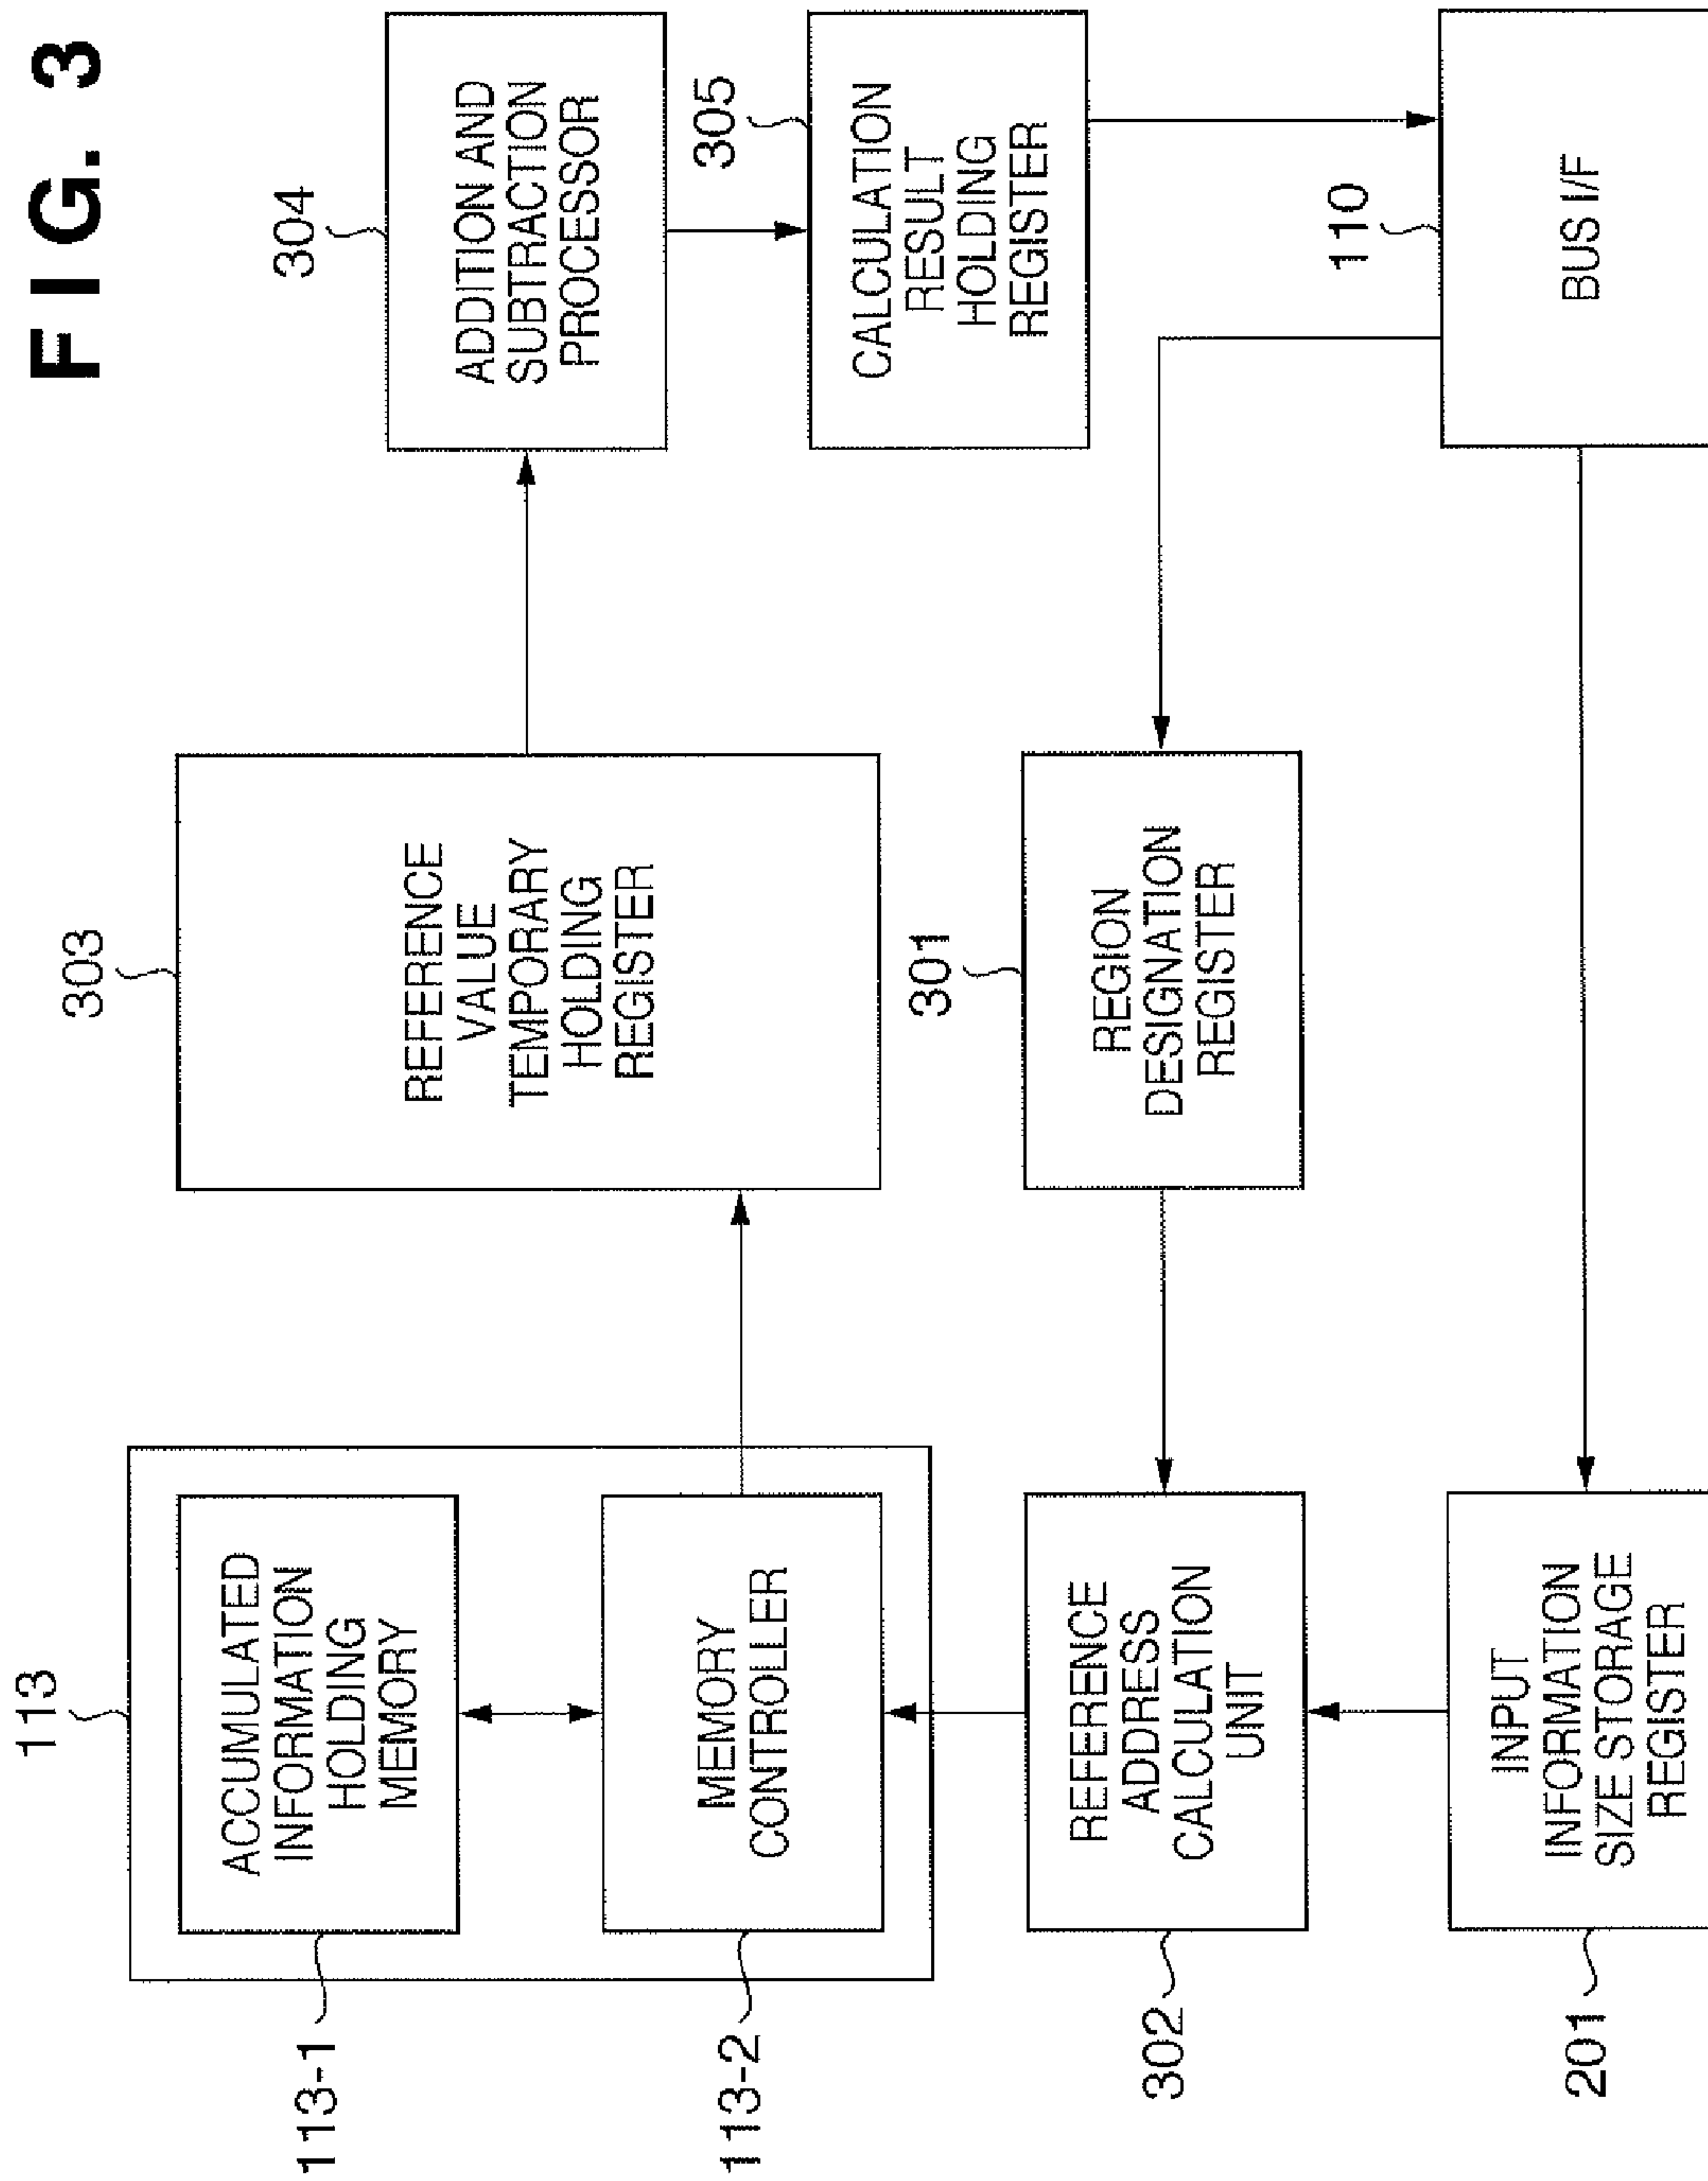 FIG. 3
113
ACCUMULATED
INFORMATION
HOLDING
MEMORY
113-1
MEMORY
CONTROLLER
113-2
303
REFERENCE
VALUE
TEMPORARY
HOLDING
REGISTER
304
ADDITION AND
SUBTRACTION
PROCESSOR
305
CALCULATION
RESULT
HOLDING
REGISTER
302
REFERENCE
ADDRESS
CALCULATION
UNIT
301
REGION
DESIGNATION
REGISTER
201
INPUT
INFORMATION
SIZE STORAGE
REGISTER
110
BUS I/F